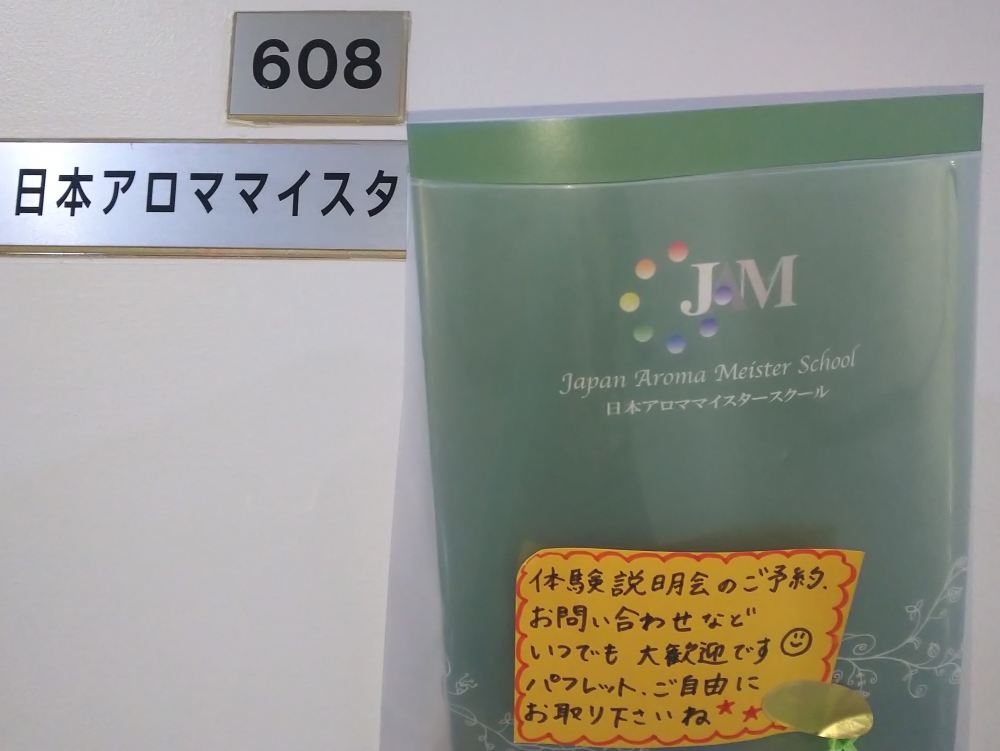 608
日本アロママイスタ
JAM
Japan Aroma Meister School
日本アロママイスタースクール
体験説明会のご予約、
お問い合わせなど
いつでも 大歓迎です
パフレット、ご自由に
お取り下さいね